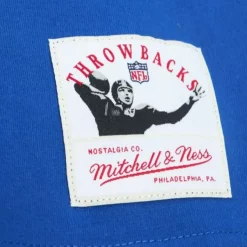 THROWBACKS
NFL
NOSTALGIA CO.
Mitchell & Ness
PHILADELPHIA, PA.